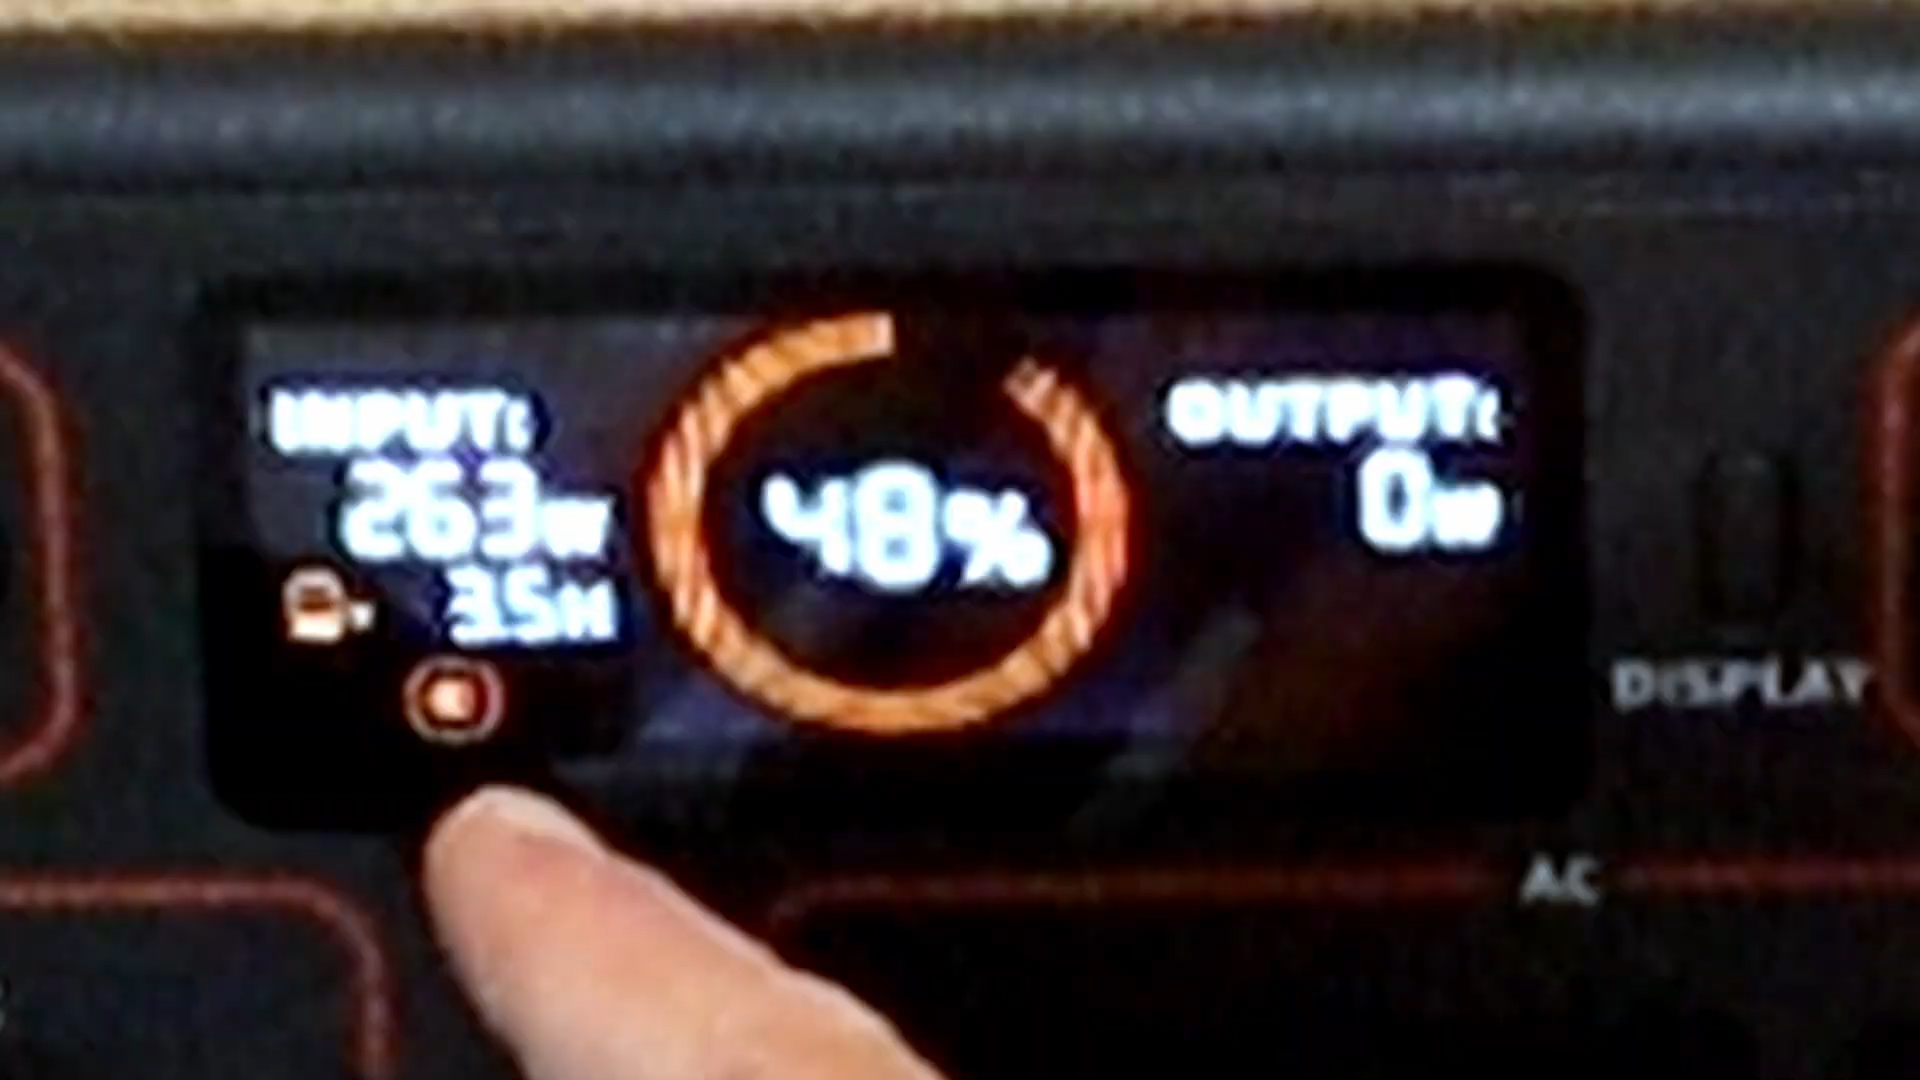 INPUT:
263W
3.5H
48%
OUTPUT:
0W
DISPLAY
AC